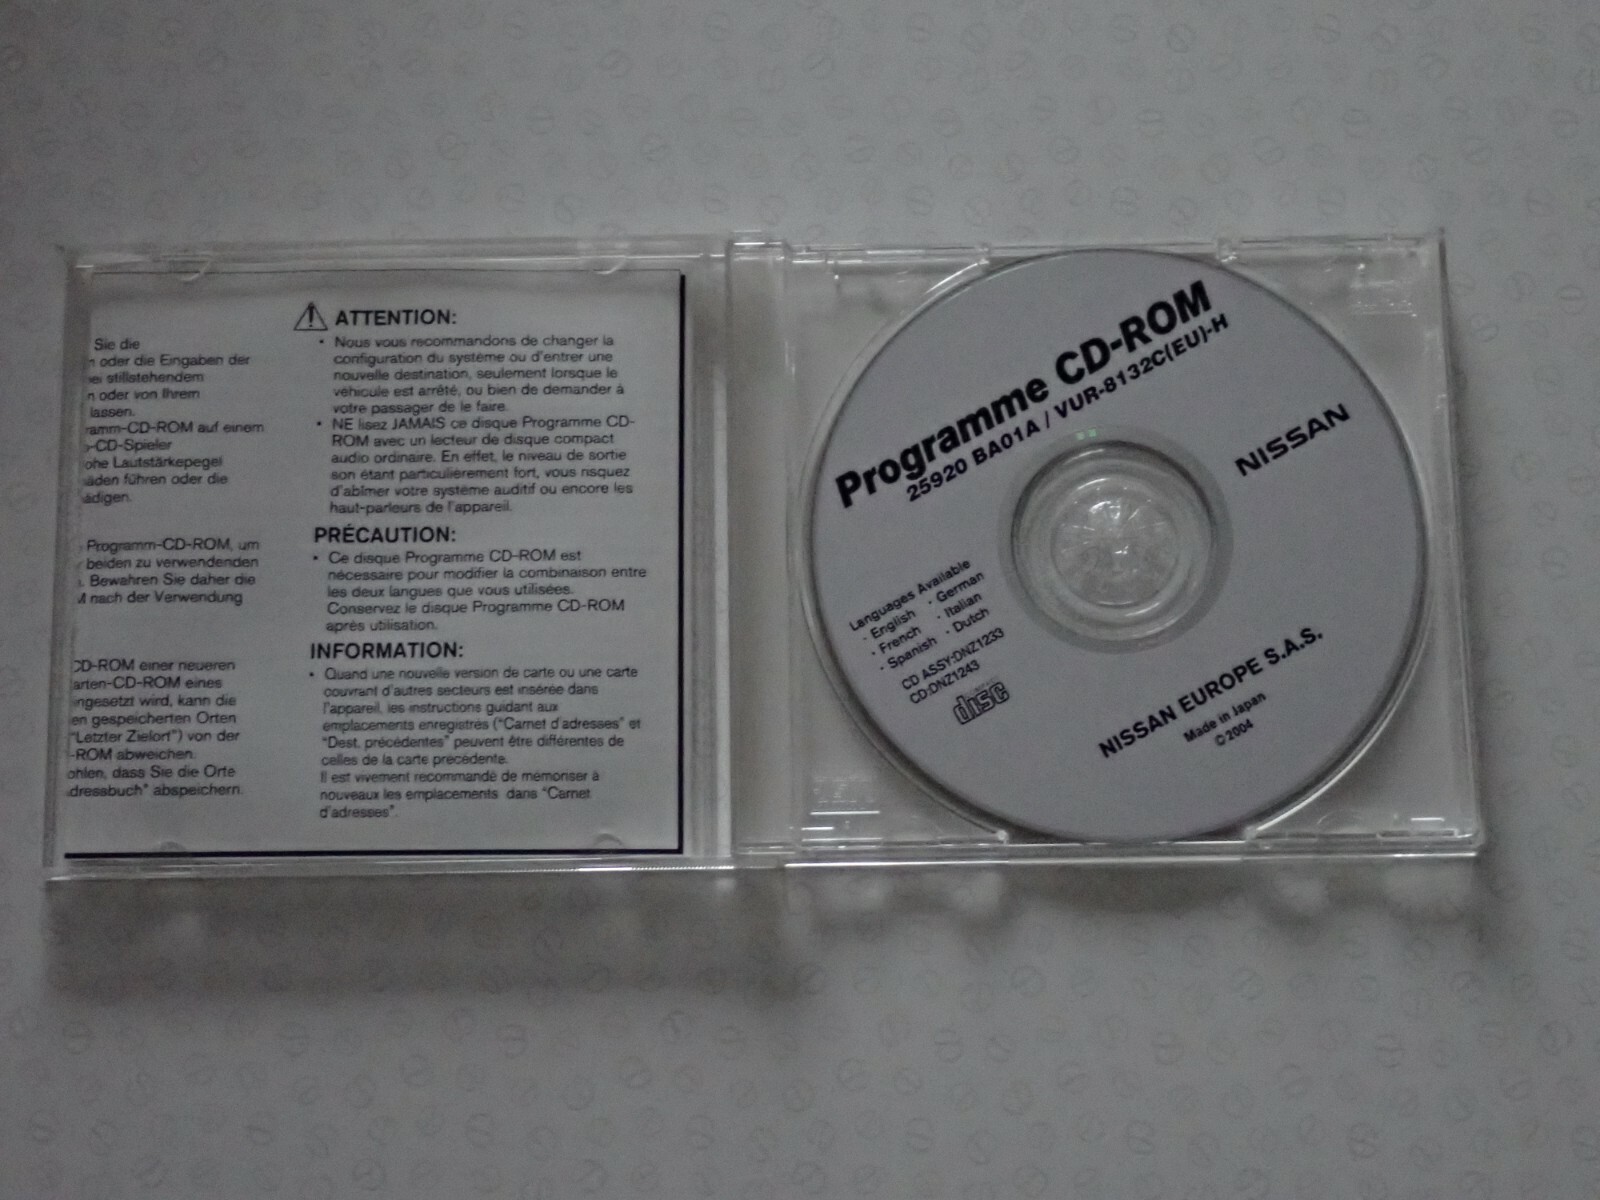 Sie die
oder die Eingaben der
stillstehendem
oder von Ihrem
lassen.
ramm-CD-ROM auf einem
-CD-Spieler
ohe Lautstärkepegel
äden führen oder die
ädigen.
Programm-CD-ROM, um
beiden zu verwendenden
Bewahren Sie daher die
nach der Verwendung
CD-ROM einer neueren
arten-CD-ROM eines
ngesetzt wird, kann die
en gespeicherten Orten
"Letzter Zielort") von der
-ROM abweichen.
ohlen, dass Sie die Orte
dressbuch" abspeichern.
ATTENTION:
• Nous vous recommandons de changer la
configuration du système ou d'entrer une
nouvelle destination, seulement lorsque le
véhicule est arrêté, ou bien de demander à
votre passager de le faire.
• NE lisez JAMAIS ce disque Programme CD-
ROM avec un lecteur de disque compact
audio ordinaire. En effet, le niveau de sortie
son étant particulièrement fort, vous risquez
d'abîmer votre système auditif ou encore les
haut-parleurs de l'appareil.
PRÉCAUTION:
• Ce disque Programme CD-ROM est
nécessaire pour modifier la combinaison entre
les deux langues que vous utilisées.
Conservez le disque Programme CD-ROM
après utilisation.
INFORMATION:
• Quand une nouvelle version de carte ou une carte
couvrant d'autres secteurs est insérée dans
l'appareil, les instructions guidant aux
emplacements enregistrés ("Carnet d'adresses" et
"Dest. précédentes" peuvent être différentes de
celles de la carte précédente.
Il est vivement recommandé de mémoriser à
nouveaux les emplacements dans "Carnet
d'adresses".
Programme CD-ROM
25920 BA01A / VUR-8132C(EU)-H
NISSAN
Languages Available
· English · German
· French · Italian
· Spanish · Dutch
CD ASSY:DNZ1233
CD:DNZ1243
disc
NISSAN EUROPE S.A.S.
Made in Japan
©2004